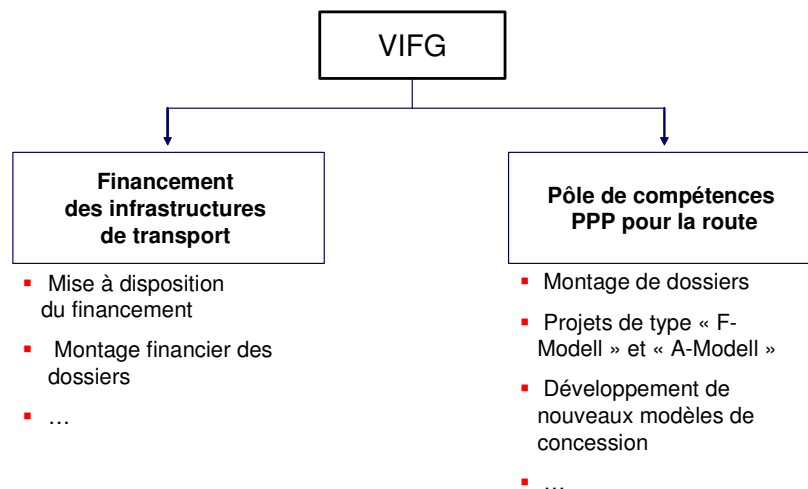 VIFG
Financement
des infrastructures
de transport
▪ Mise à disposition
du financement
▪ Montage financier des
dossiers
▪ …
Pôle de compétences
PPP pour la route
▪ Montage de dossiers
▪ Projets de type « F-
Modell » et « A-Modell »
▪ Développement de
nouveaux modèles de
concession
▪ …